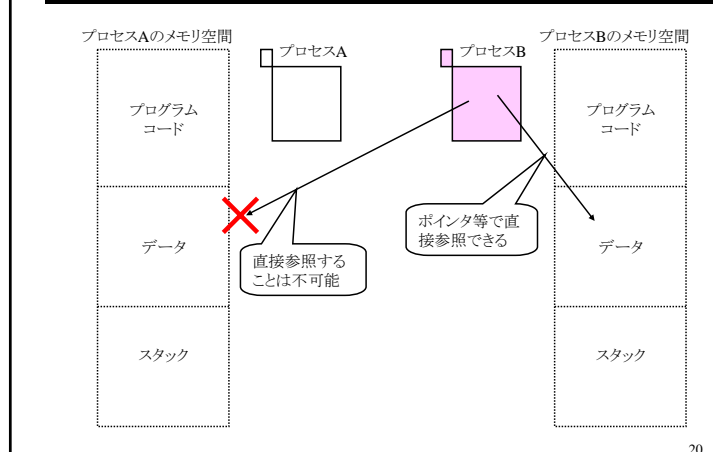 プロセスAのメモリ空間
プロセスA
プロセスB
プロセスBのメモリ空間
プログラム
コード
データ
スタック
直接参照する
ことは不可能
ポインタ等で直
接参照できる
プログラム
コード
データ
スタック
20